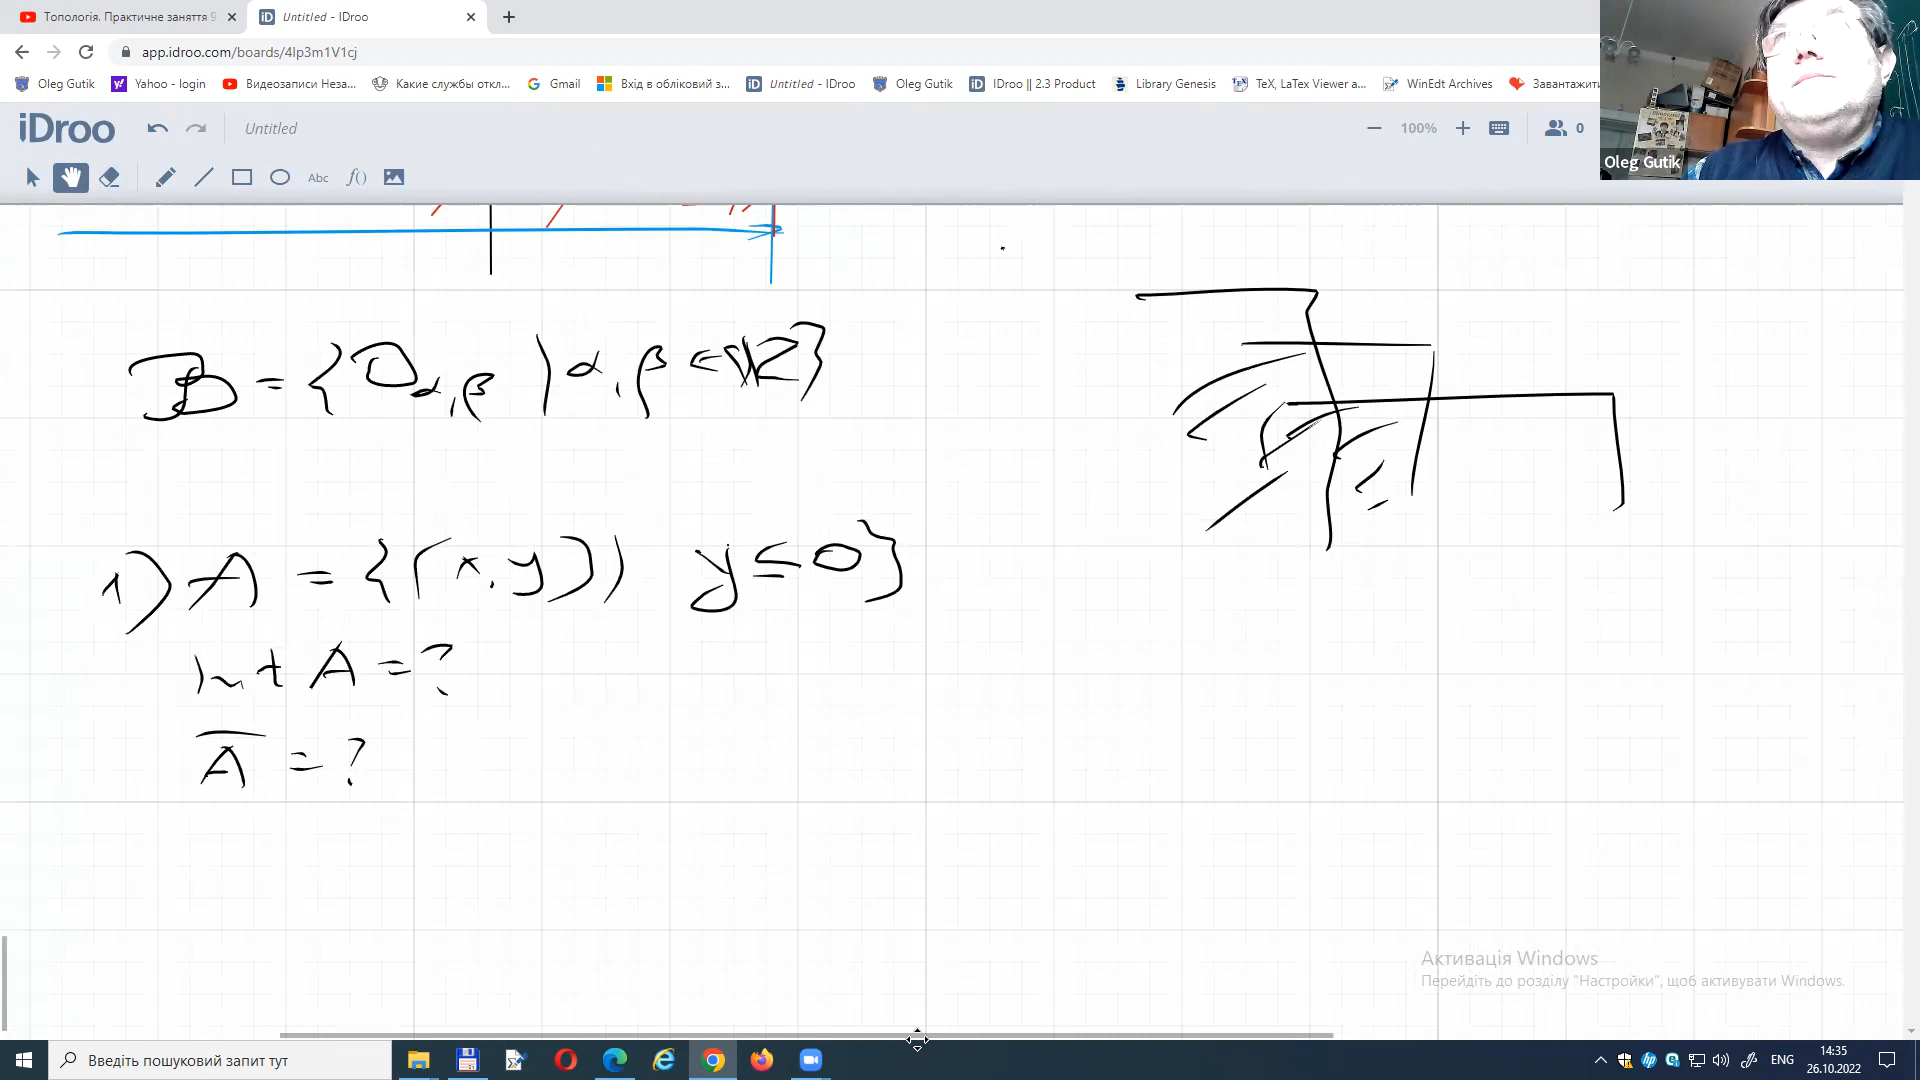 Топологія. Практичне заняття 9
Untitled - IDroo
app.idroo.com/boards/4lp3m1V1cj
Oleg Gutik
Yahoo - login
Видеозаписи Неза...
Какие службы откл...
Gmail
Вхід в обліковий з...
Untitled - IDroo
Oleg Gutik
IDroo || 2.3 Product
Library Genesis
TeX, LaTex Viewer a...
WinEdt Archives
Завантажити
iDroo
Untitled
100%
0
Oleg Gutik
Abc
f()
B = {O α,β | α, β ∈ ℝ}
1) A = {(x, y) | y ≤ 0}
Int A = ?
A̅ = ?
Активація Windows
Перейдіть до розділу "Настройки", щоб активувати Windows.
Введіть пошуковий запит тут
ENG
14:35
26.10.2022